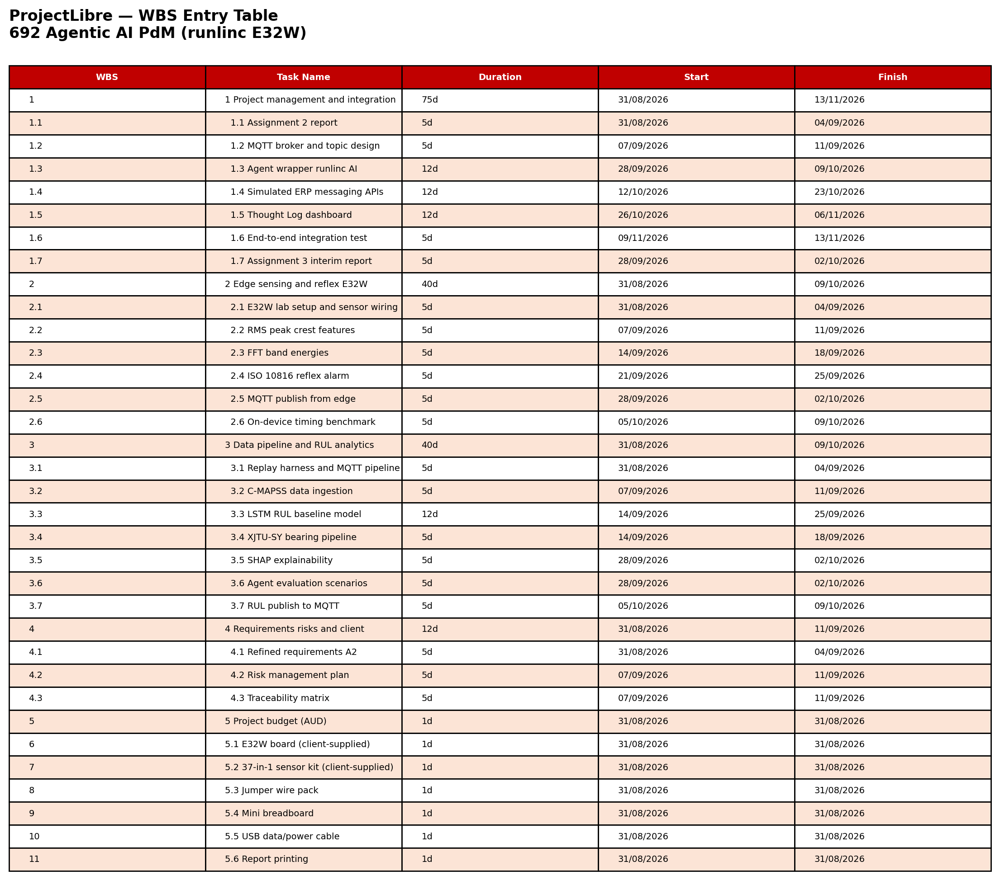 ProjectLibre — WBS Entry Table
692 Agentic AI PdM (runlinc E32W)
WBS Task Name Duration Start Finish
1 1 Project management and integration 75d 31/08/2026 13/11/2026
1.1 1.1 Assignment 2 report 5d 31/08/2026 04/09/2026
1.2 1.2 MQTT broker and topic design 5d 07/09/2026 11/09/2026
1.3 1.3 Agent wrapper runlinc AI 12d 28/09/2026 09/10/2026
1.4 1.4 Simulated ERP messaging APIs 12d 12/10/2026 23/10/2026
1.5 1.5 Thought Log dashboard 12d 26/10/2026 06/11/2026
1.6 1.6 End-to-end integration test 5d 09/11/2026 13/11/2026
1.7 1.7 Assignment 3 interim report 5d 28/09/2026 02/10/2026
2 2 Edge sensing and reflex E32W 40d 31/08/2026 09/10/2026
2.1 2.1 E32W lab setup and sensor wiring 5d 31/08/2026 04/09/2026
2.2 2.2 RMS peak crest features 5d 07/09/2026 11/09/2026
2.3 2.3 FFT band energies 5d 14/09/2026 18/09/2026
2.4 2.4 ISO 10816 reflex alarm 5d 21/09/2026 25/09/2026
2.5 2.5 MQTT publish from edge 5d 28/09/2026 02/10/2026
2.6 2.6 On-device timing benchmark 5d 05/10/2026 09/10/2026
3 3 Data pipeline and RUL analytics 40d 31/08/2026 09/10/2026
3.1 3.1 Replay harness and MQTT pipeline 5d 31/08/2026 04/09/2026
3.2 3.2 C-MAPSS data ingestion 5d 07/09/2026 11/09/2026
3.3 3.3 LSTM RUL baseline model 12d 14/09/2026 25/09/2026
3.4 3.4 XJTU-SY bearing pipeline 5d 14/09/2026 18/09/2026
3.5 3.5 SHAP explainability 5d 28/09/2026 02/10/2026
3.6 3.6 Agent evaluation scenarios 5d 28/09/2026 02/10/2026
3.7 3.7 RUL publish to MQTT 5d 05/10/2026 09/10/2026
4 4 Requirements risks and client 12d 31/08/2026 11/09/2026
4.1 4.1 Refined requirements A2 5d 31/08/2026 04/09/2026
4.2 4.2 Risk management plan 5d 07/09/2026 11/09/2026
4.3 4.3 Traceability matrix 5d 07/09/2026 11/09/2026
5 5 Project budget (AUD) 1d 31/08/2026 31/08/2026
6 5.1 E32W board (client-supplied) 1d 31/08/2026 31/08/2026
7 5.2 37-in-1 sensor kit (client-supplied) 1d 31/08/2026 31/08/2026
8 5.3 Jumper wire pack 1d 31/08/2026 31/08/2026
9 5.4 Mini breadboard 1d 31/08/2026 31/08/2026
10 5.5 USB data/power cable 1d 31/08/2026 31/08/2026
11 5.6 Report printing 1d 31/08/2026 31/08/2026